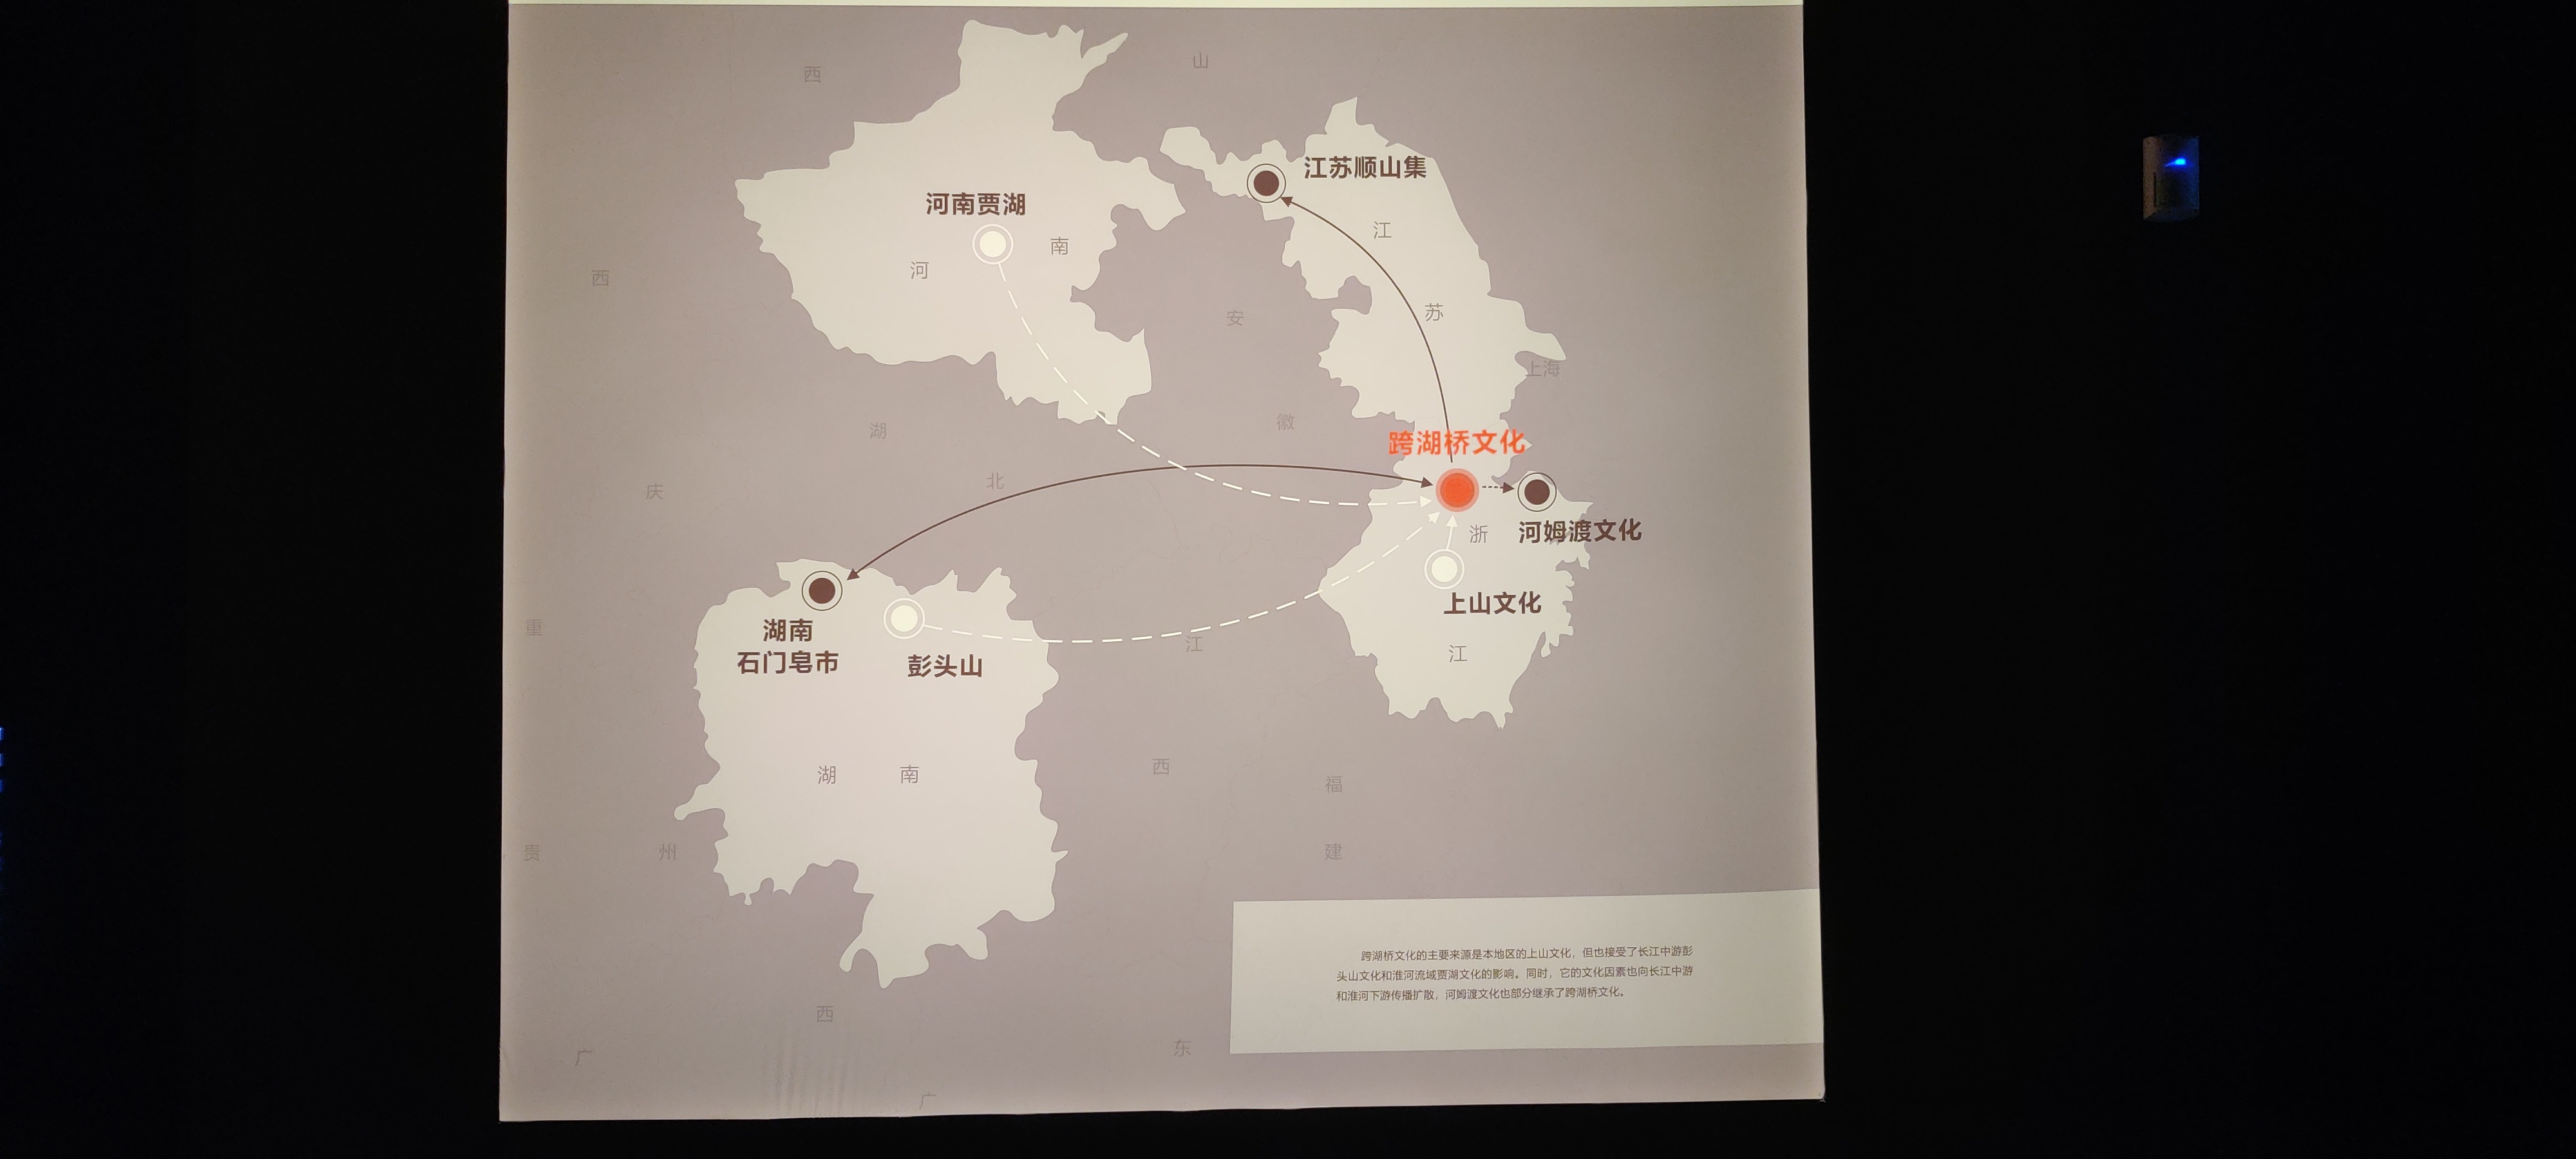 西
山
江苏顺山集
河南贾湖
江
南
河
西
苏
安
上海
徽
湖
跨湖桥文化
北
庆
河姆渡文化
浙
上山文化
重
湖南
石门皂市
江
彭头山
江
西
湖 南
福
贵 州
建
跨湖桥文化的主要来源是本地区的上山文化，但也接受了长江中游彭
头山文化和淮河流域贾湖文化的影响。同时，它的文化因素也向长江中游
和淮河下游传播扩散，河姆渡文化也部分继承了跨湖桥文化。
西
东
广
广